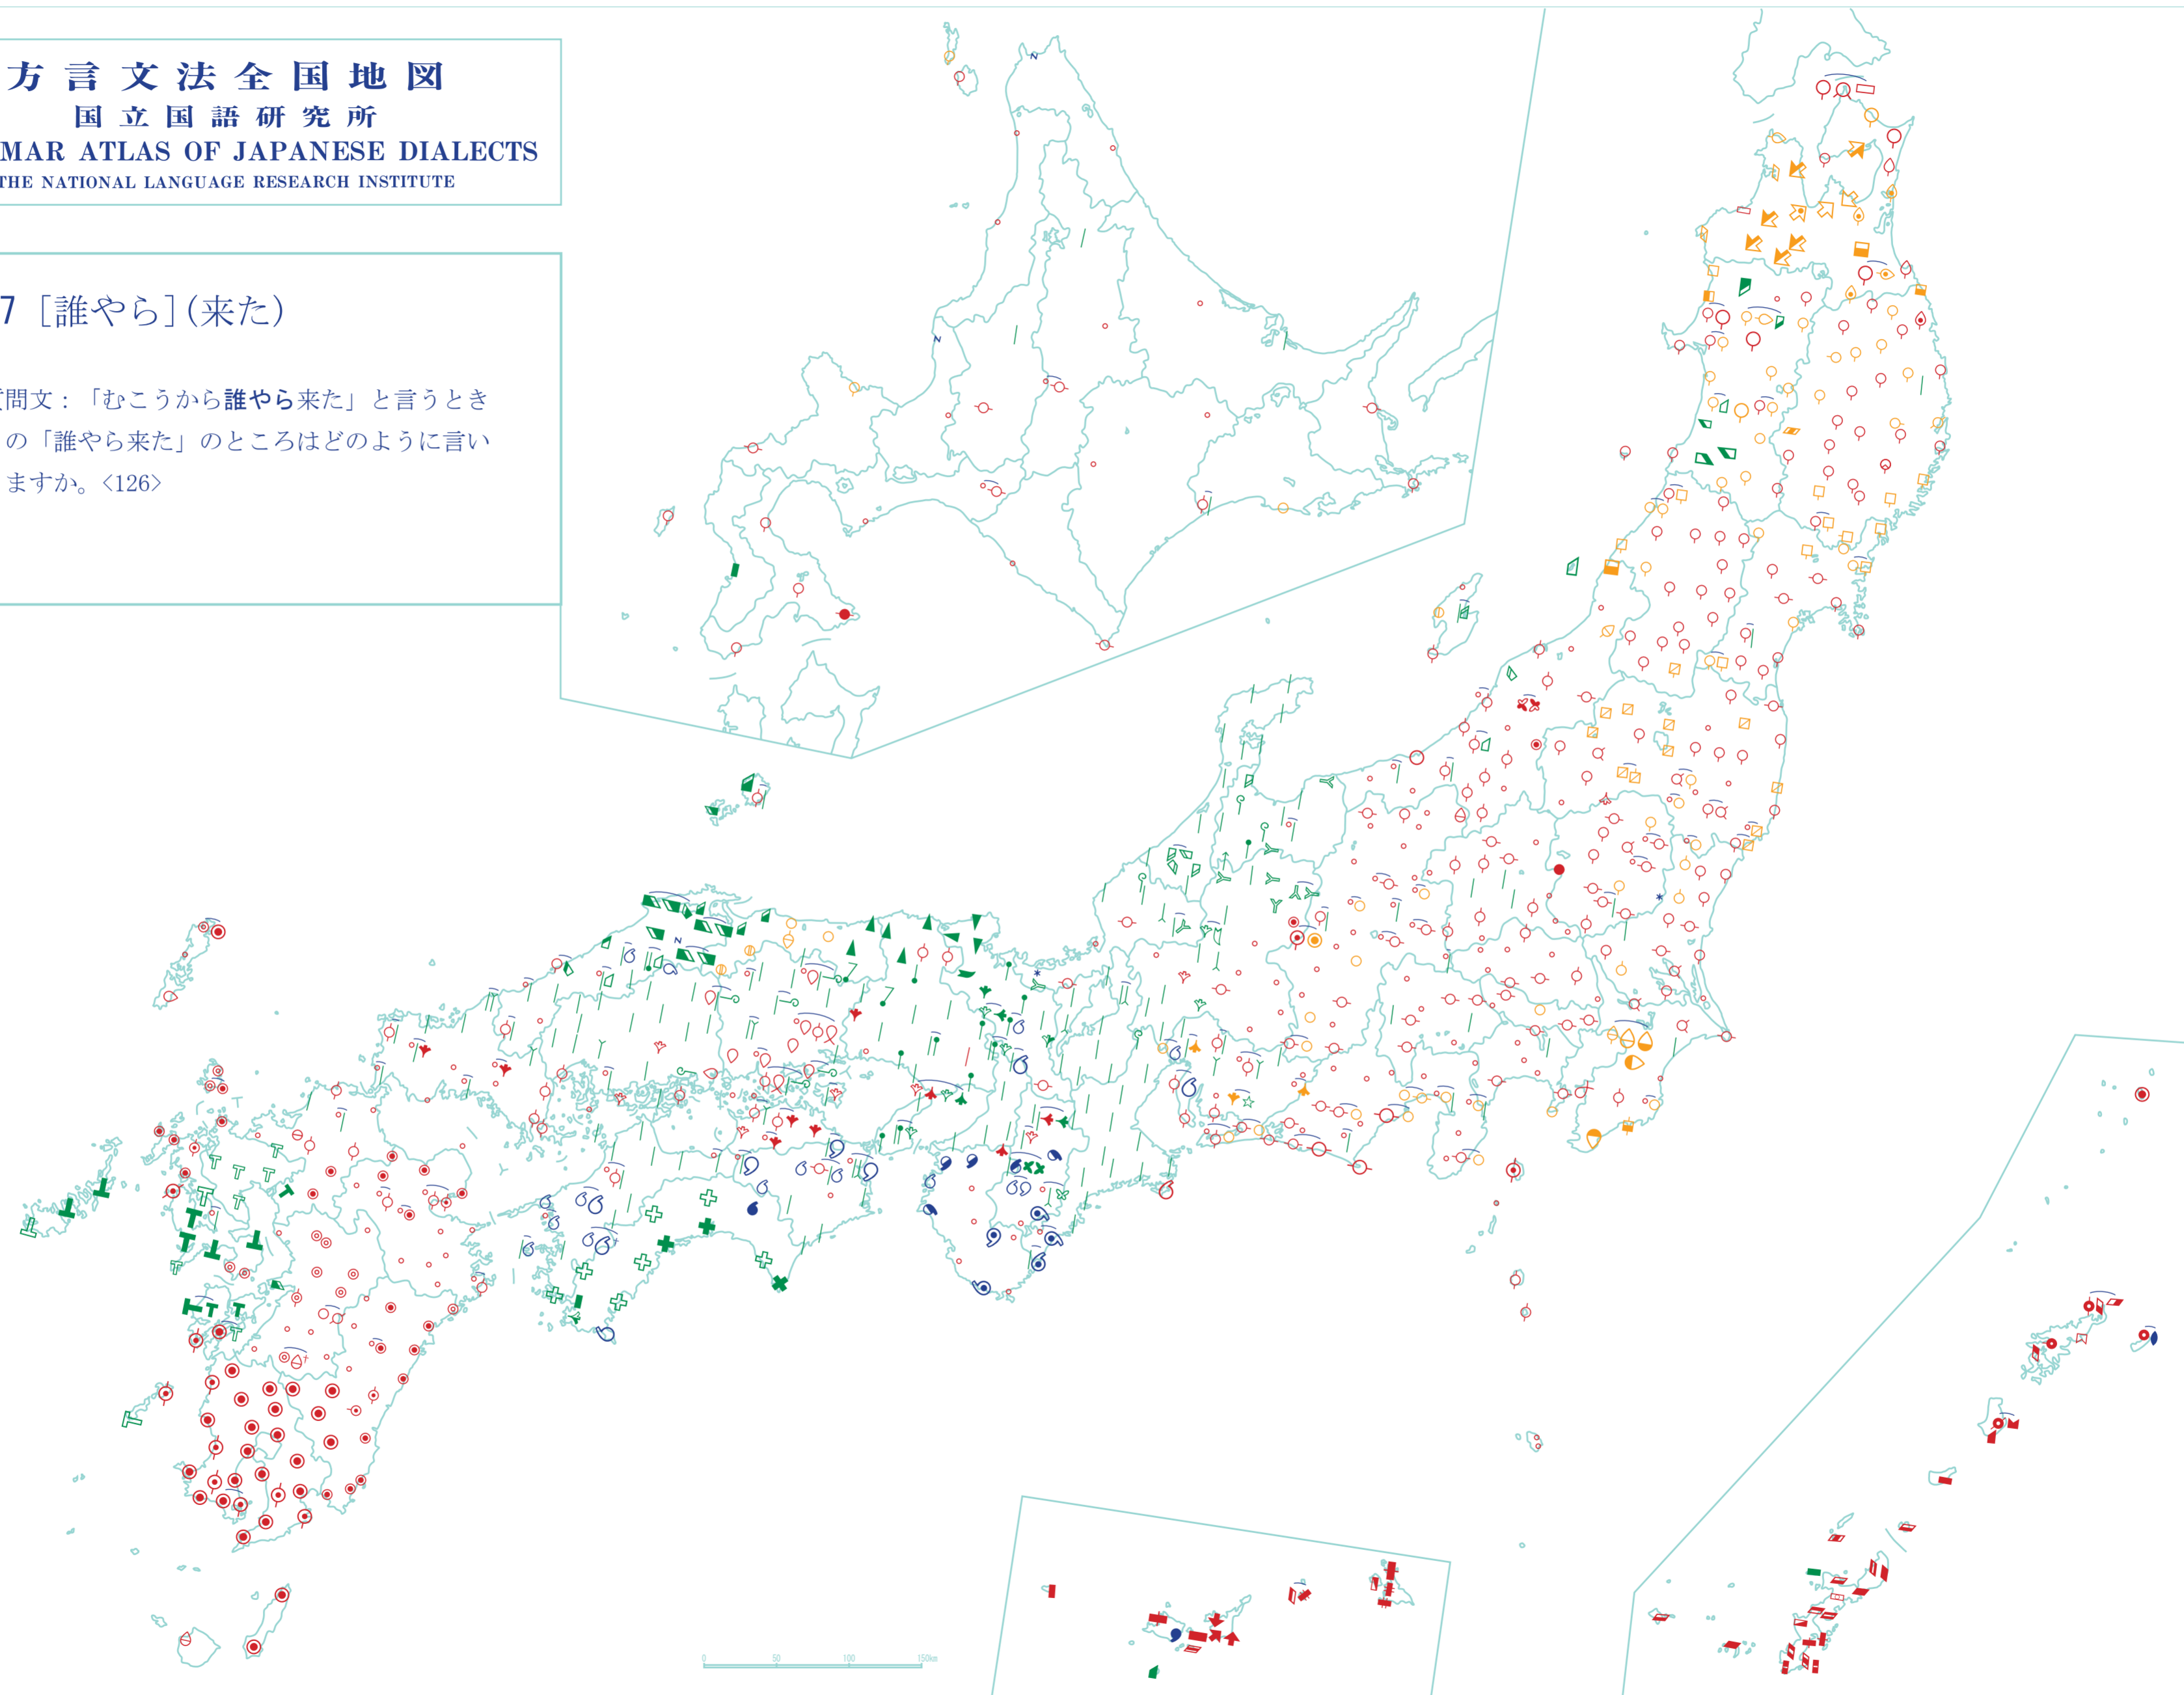 方言文法全国地図
国立国語研究所
MAR ATLAS OF JAPANESE DIALECTS
THE NATIONAL LANGUAGE RESEARCH INSTITUTE
7 [誰やら](来た)
問文：「むこうから誰やら来た」と言うとき
の「誰やら来た」のところはどのように言い
ますか。<126>
0 50 100 150km